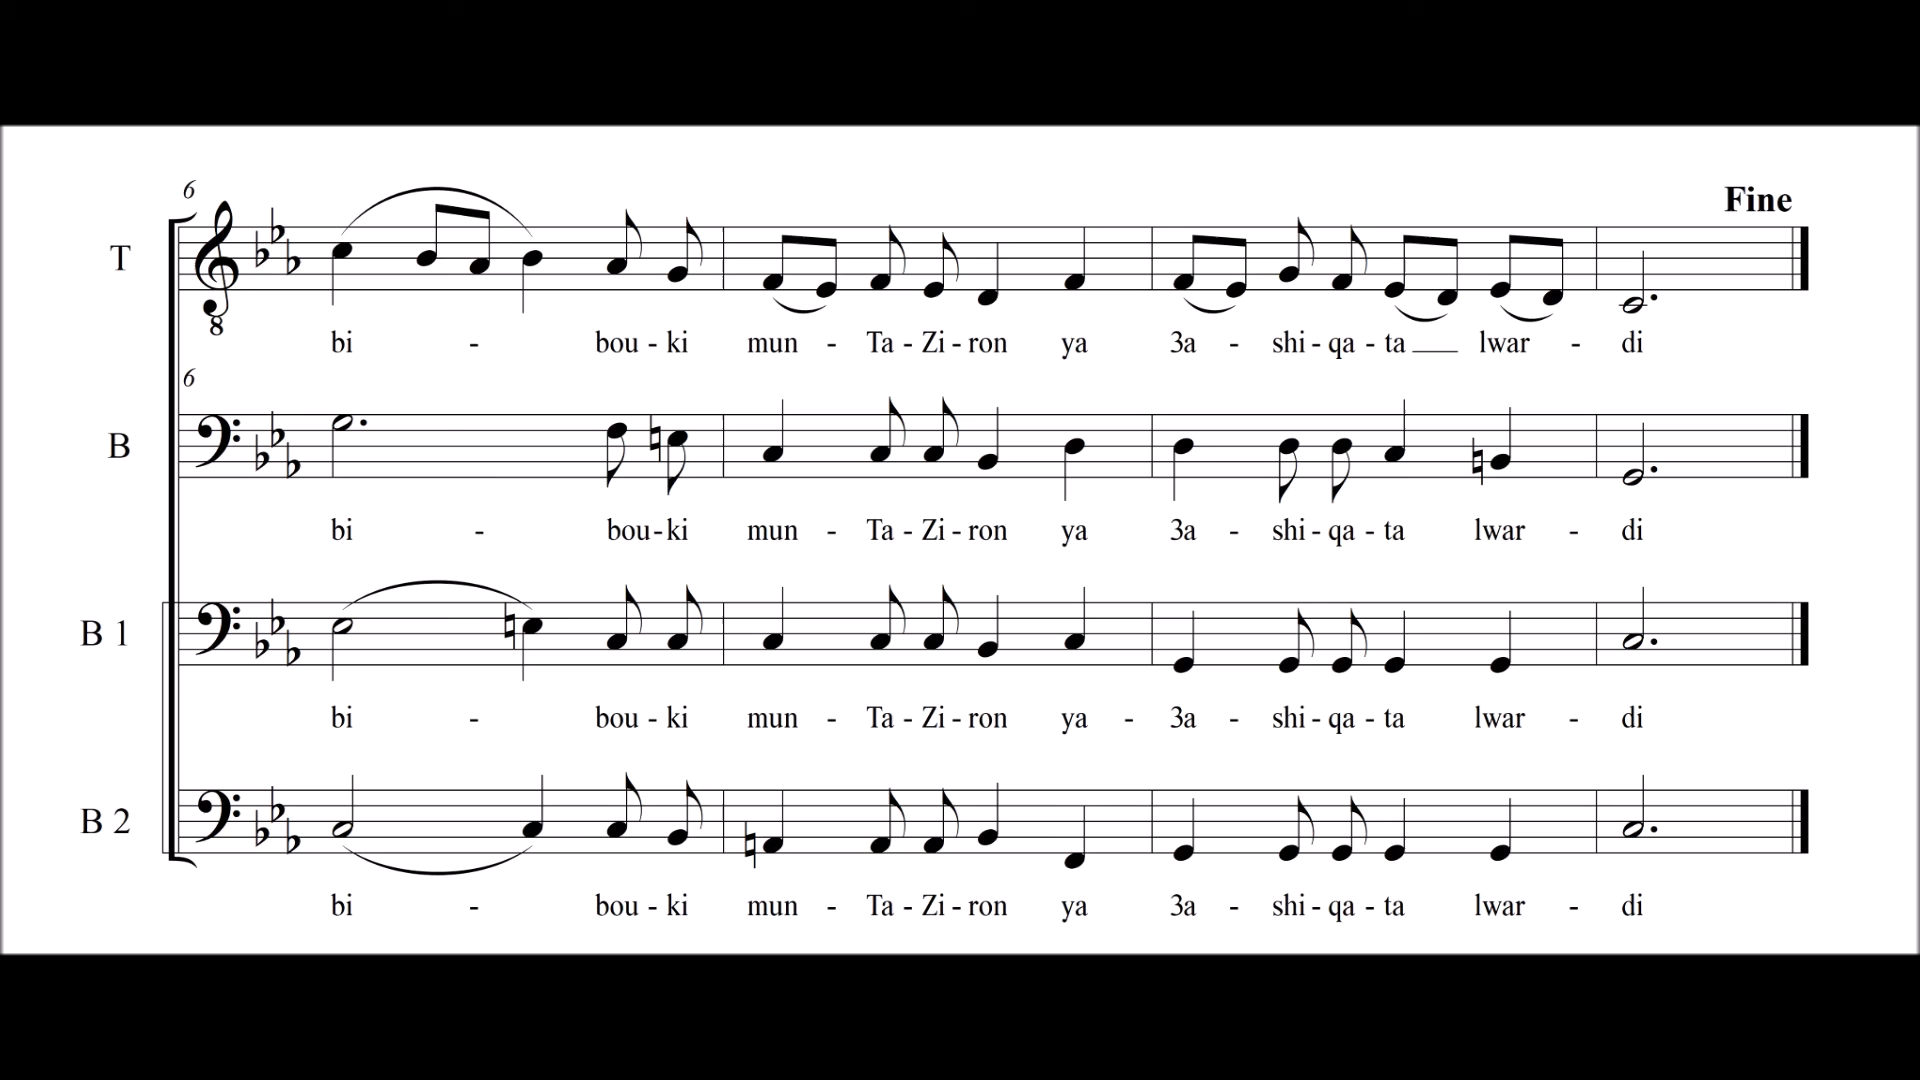 6
Fine
T
8
bi - bou - ki mun - Ta - Zi - ron ya 3a - shi - qa - ta lwar - di
6
B
bi - bou - ki mun - Ta - Zi - ron ya 3a - shi - qa - ta lwar - di
B 1
bi - bou - ki mun - Ta - Zi - ron ya - 3a - shi - qa - ta lwar - di
B 2
bi - bou - ki mun - Ta - Zi - ron ya 3a - shi - qa - ta lwar - di